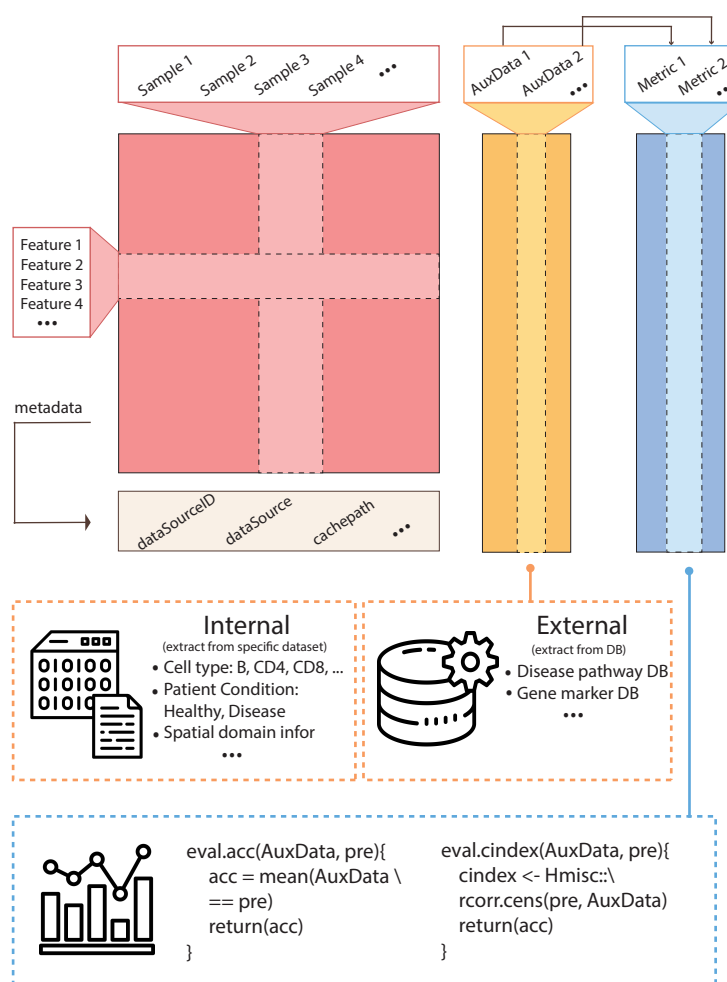 Sample 1
Sample 2
Sample 3
Sample 4
...
AuxData 1
AuxData 2
...
Metric 1
Metric 2
...
Feature 1
Feature 2
Feature 3
Feature 4
...
metadata
dataSourceID
dataSource
cachepath
...
Internal
(extract from specific dataset)
• Cell type: B, CD4, CD8, ...
• Patient Condition:
Healthy, Disease
• Spatial domain infor
...
External
(extract from DB)
• Disease pathway DB
• Gene marker DB
...
010100
010010
eval.acc(AuxData, pre){
acc = mean(AuxData \
== pre)
return(acc)
}
eval.cindex(AuxData, pre){
cindex <- Hmisc::\
rcorr.cens(pre, AuxData)
return(acc)
}